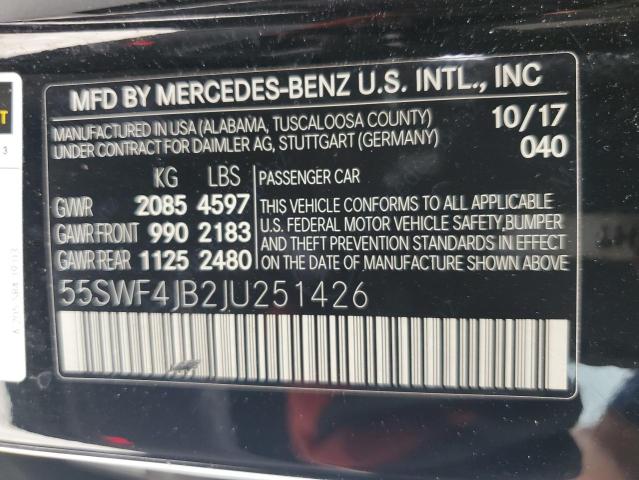 MFD BY MERCEDES-BENZ U.S. INTL., INC
MANUFACTURED IN USA (ALABAMA, TUSCALOOSA COUNTY) 10/17
UNDER CONTRACT FOR DAIMLER AG, STUTTGART (GERMANY) 040
KG LBS PASSENGER CAR
GVWR 2085 4597 THIS VEHICLE CONFORMS TO ALL APPLICABLE
GAWR FRONT 990 2183 U.S. FEDERAL MOTOR VEHICLE SAFETY,BUMPER
GAWR REAR 1125 2480 AND THEFT PREVENTION STANDARDS IN EFFECT
ON THE DATE OF MANUFACTURE SHOWN ABOVE
55SWF4JB2JU251426